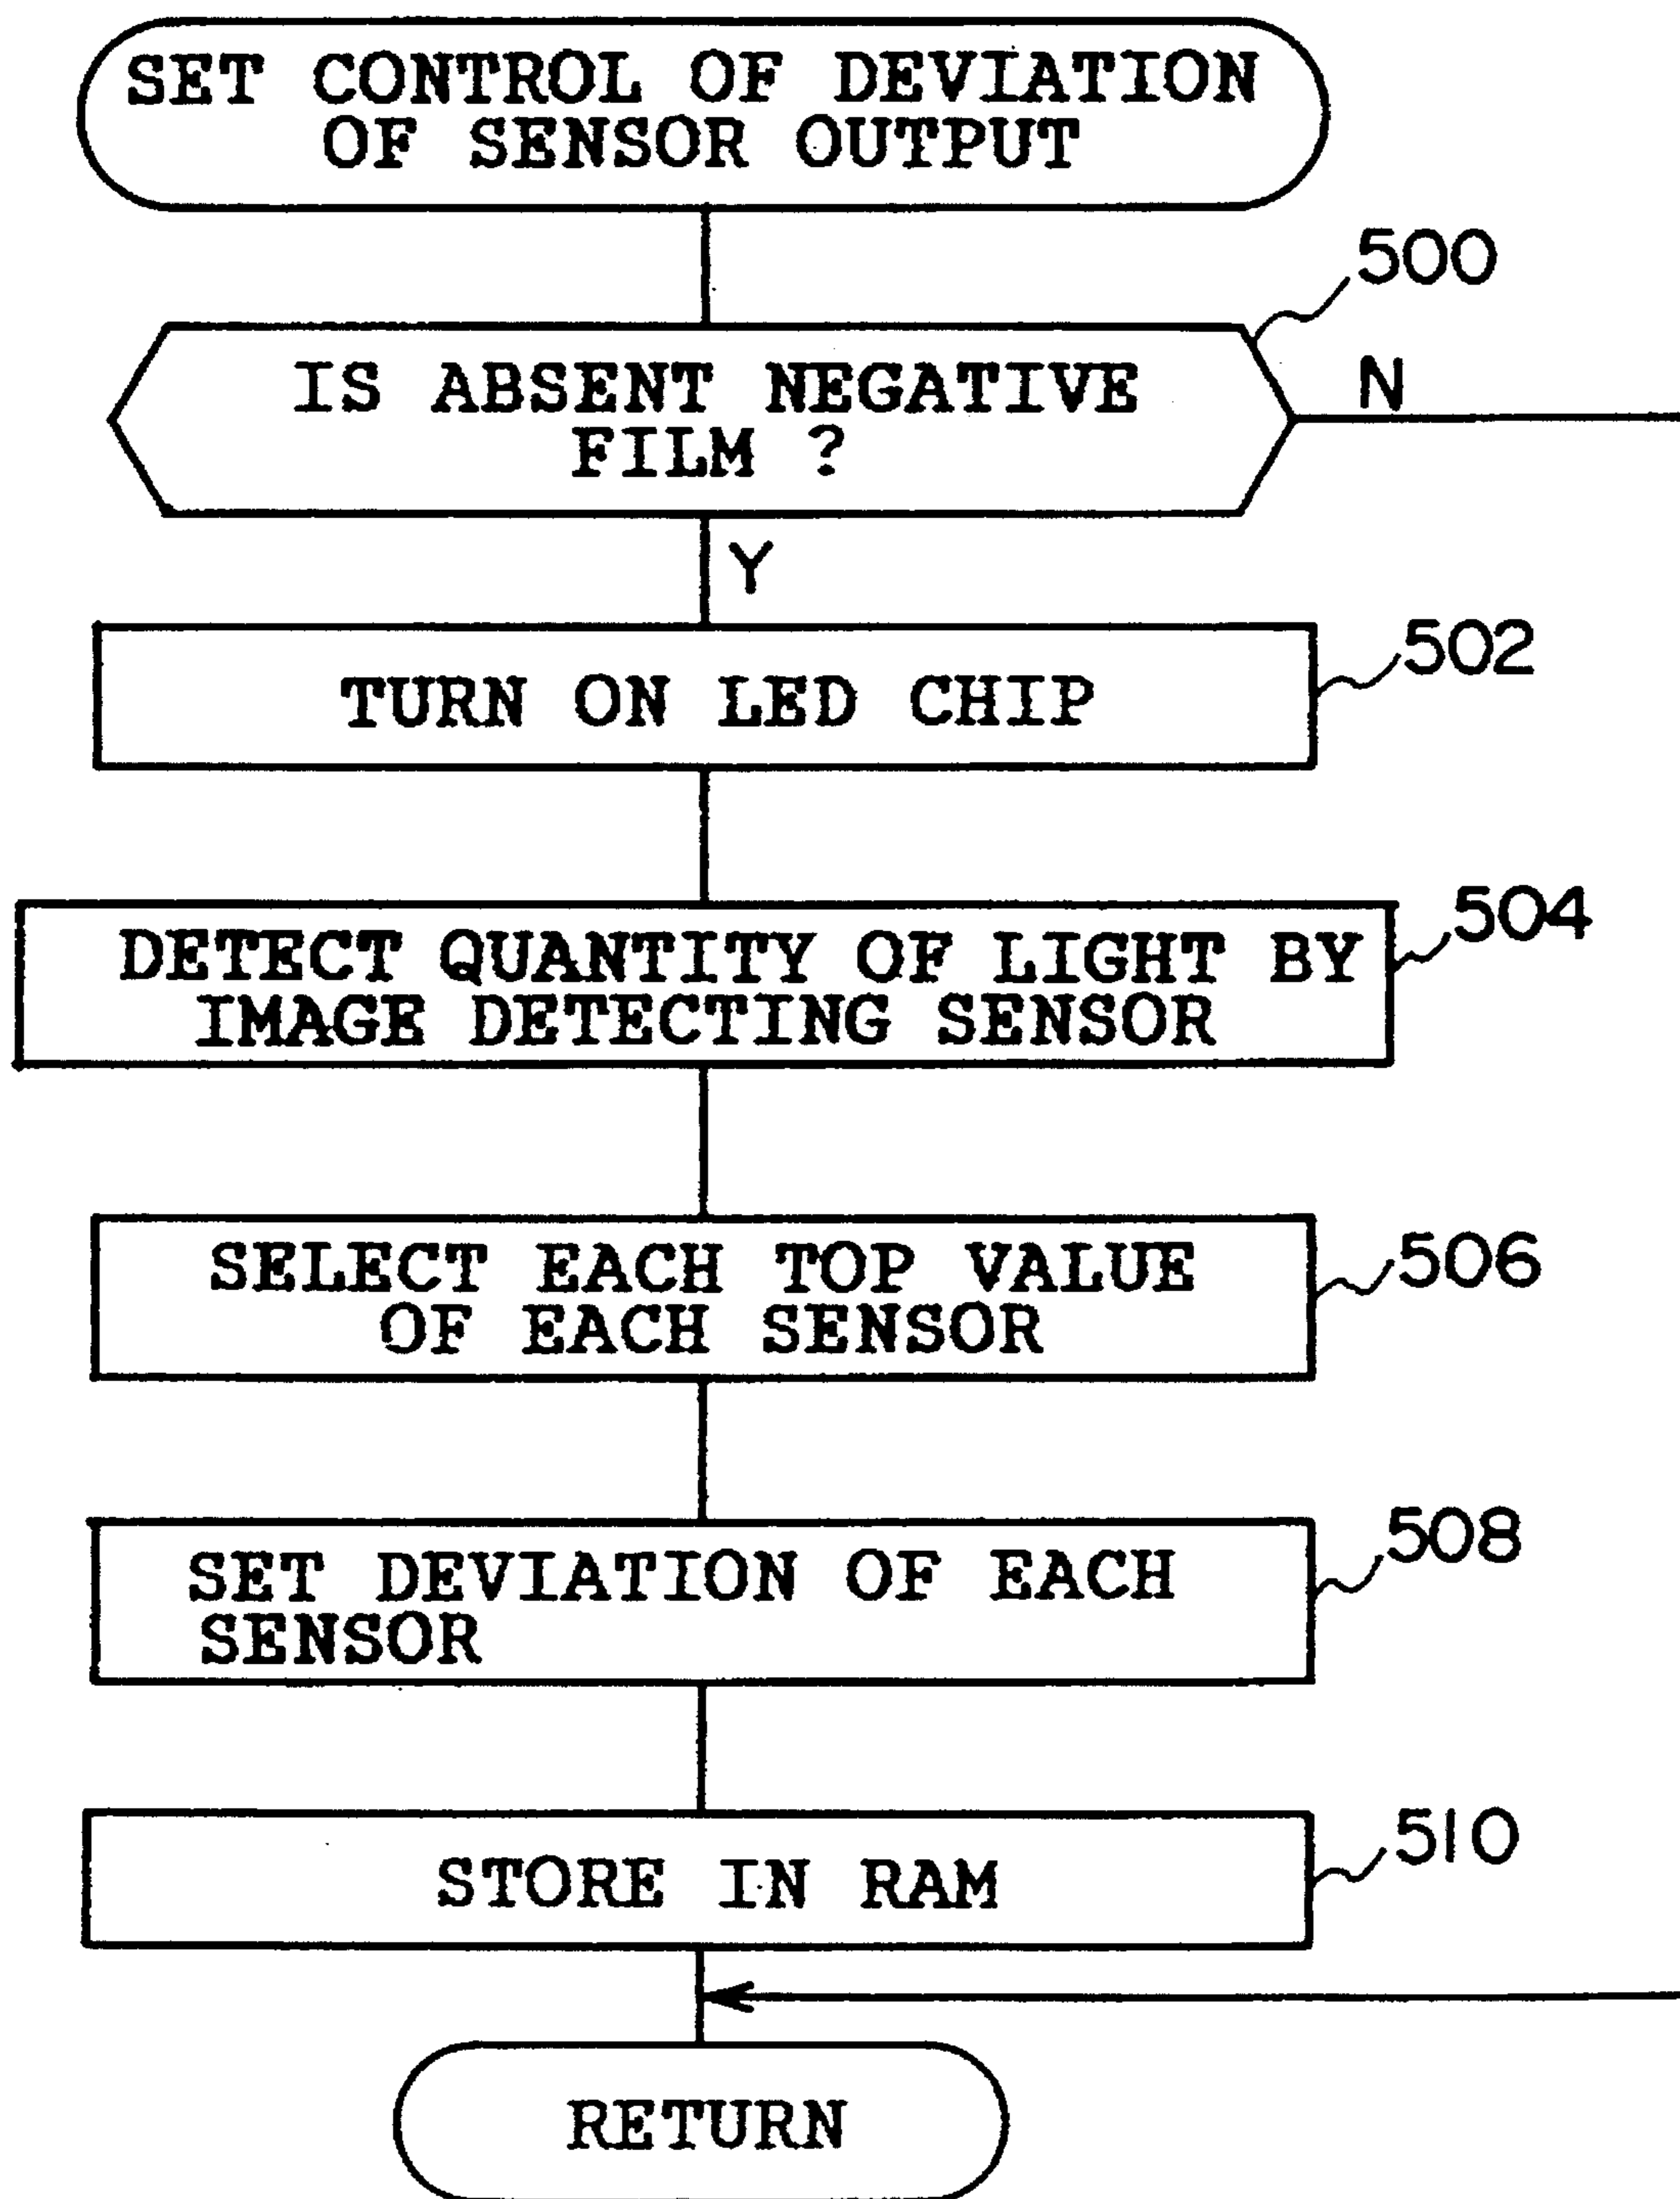 SET CONTROL OF DEVIATION
OF SENSOR OUTPUT
500
IS ABSENT NEGATIVE
FILM ?
N
Y
502
TURN ON LED CHIP
504
DETECT QUANTITY OF LIGHT BY
IMAGE DETECTING SENSOR
506
SELECT EACH TOP VALUE
OF EACH SENSOR
508
SET DEVIATION OF EACH
SENSOR
510
STORE IN RAM
RETURN